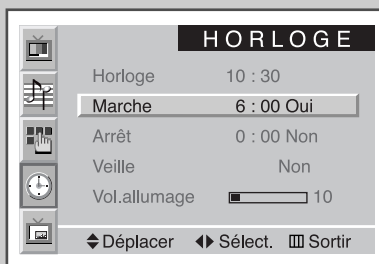 HORLOGE
Horloge 10 : 30
Marche 6 : 00 Oui
Arrêt 0 : 00 Non
Veille Non
Vol.allumage 10
Déplacer Sélect. Sortir